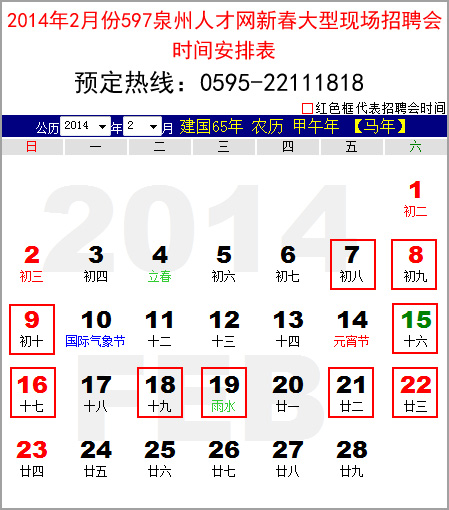 2014年2月份597泉州人才网新春大型现场招聘会
时间安排表
预定热线：0595-22111818
红色框代表招聘会时间
公历 2014 年 2 月 建国65年 农历 甲午年 【马年】
日 一 二 三 四 五 六
2014
1
初二
2 3 4 5 6 7 8
初三 初四 立春 初六 初七 初八 初九
9 10 11 12 13 14 15
初十 国际气象节 十二 十三 十四 元宵节 十六
16 17 18 19 20 21 22
十七 十八 十九 雨水 廿一 廿二 廿三
FEB
23 24 25 26 27 28
廿四 廿五 廿六 廿七 廿八 廿九